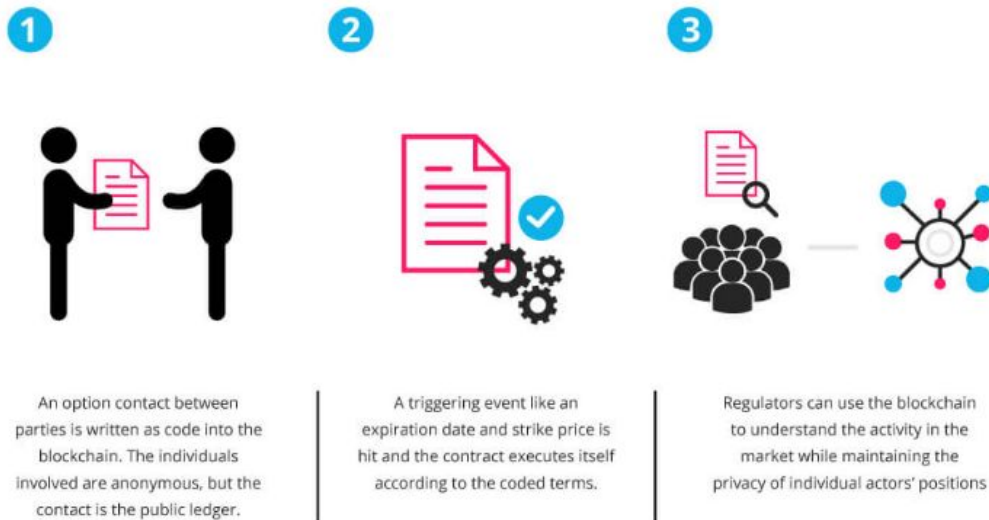 1
2
3
An option contact between
parties is written as code into the
blockchain. The individuals
involved are anonymous, but the
contact is the public ledger.
A triggering event like an
expiration date and strike price is
hit and the contract executes itself
according to the coded terms.
Regulators can use the blockchain
to understand the activity in the
market while maintaining the
privacy of individual actors' positions